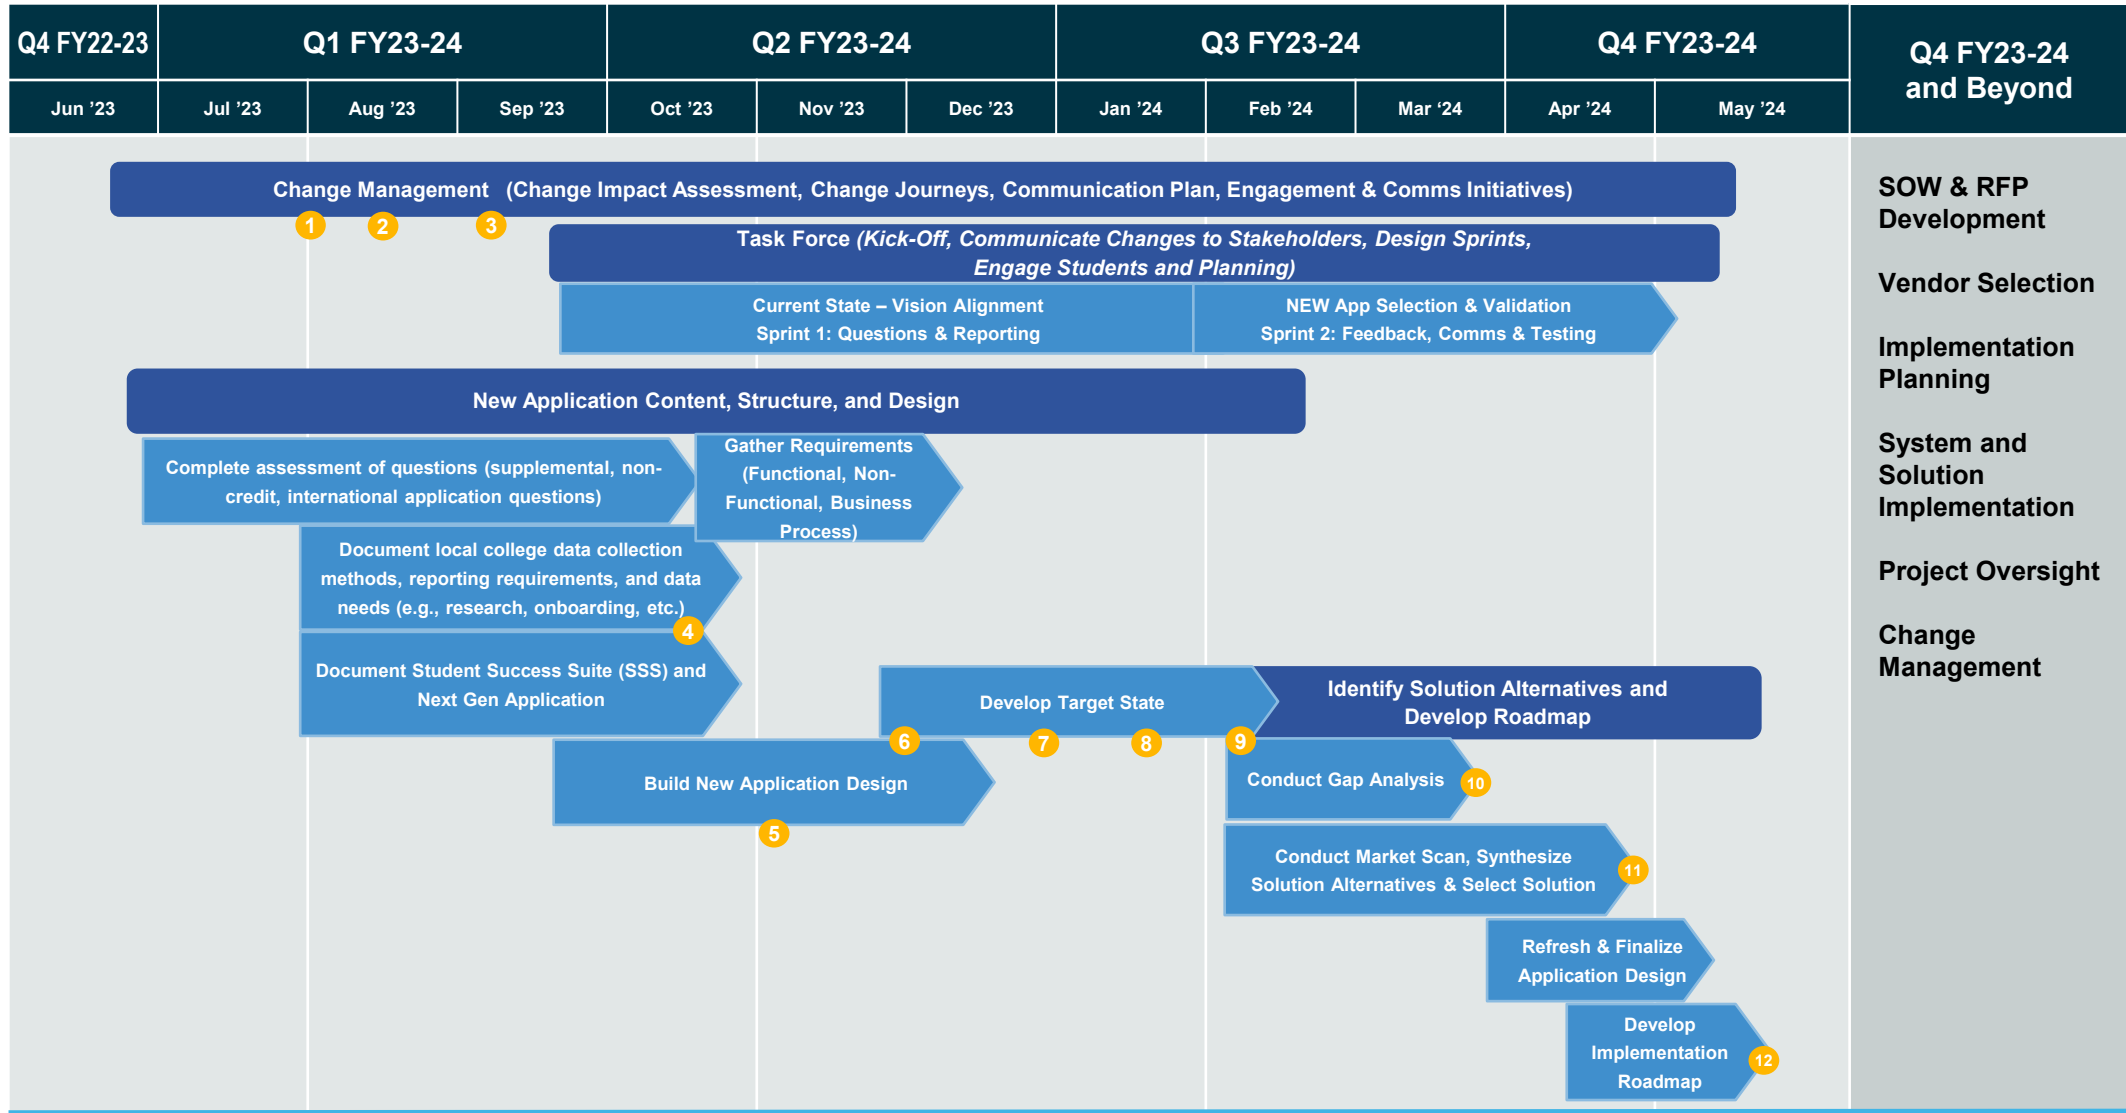 Q4 FY22-23
Q1 FY23-24
Q2 FY23-24
Q3 FY23-24
Q4 FY23-24
Q4 FY23-24
and Beyond
Jun ’23
Jul ’23
Aug ’23
Sep ’23
Oct ’23
Nov ’23
Dec ’23
Jan ’24
Feb ’24
Mar ‘24
Apr ’24
May ’24
Change Management (Change Impact Assessment, Change Journeys, Communication Plan, Engagement & Comms Initiatives)
1
2
3
Task Force (Kick-Off, Communicate Changes to Stakeholders, Design Sprints,
Engage Students and Planning)
Current State – Vision Alignment
Sprint 1: Questions & Reporting
NEW App Selection & Validation
Sprint 2: Feedback, Comms & Testing
New Application Content, Structure, and Design
Complete assessment of questions (supplemental, non-
credit, international application questions)
Gather Requirements
(Functional, Non-
Functional, Business
Process)
Document local college data collection
methods, reporting requirements, and data
needs (e.g., research, onboarding, etc.)
4
Document Student Success Suite (SSS) and
Next Gen Application
Develop Target State
Identify Solution Alternatives and
Develop Roadmap
6
7
8
9
Build New Application Design
5
Conduct Gap Analysis
10
Conduct Market Scan, Synthesize
Solution Alternatives & Select Solution
11
Refresh & Finalize
Application Design
Develop
Implementation
Roadmap
12
SOW & RFP
Development
Vendor Selection
Implementation
Planning
System and
Solution
Implementation
Project Oversight
Change
Management